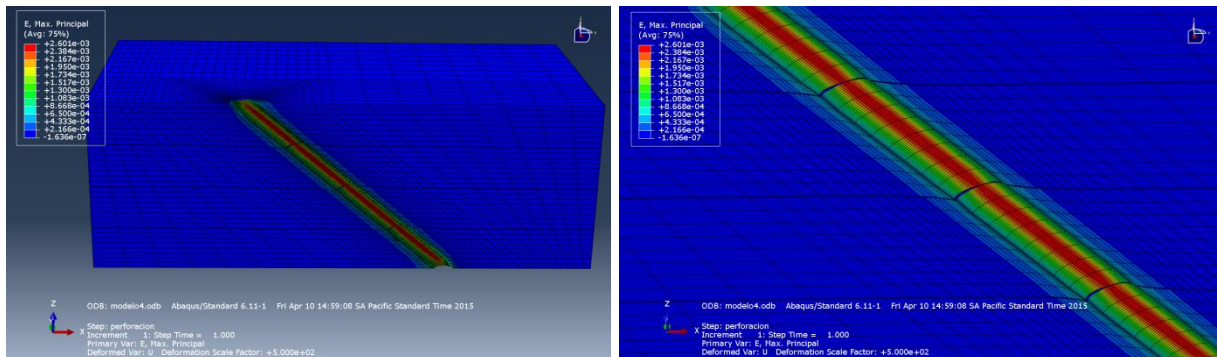 E, Max. Principal
(Avg: 75%)
+2.601e-03
+2.384e-03
+2.167e-03
+1.950e-03
+1.734e-03
+1.517e-03
+1.300e-03
+1.083e-03
+8.668e-04
+6.500e-04
+4.333e-04
+2.166e-04
-1.636e-07
Z
X
ODB: modelo4.odb Abaqus/Standard 6.11-1 Fri Apr 10 14:59:08 SA Pacific Standard Time 2015
Step: perforacion
Increment 1: Step Time = 1.000
Primary Var: E, Max. Principal
Deformed Var: U Deformation Scale Factor: +5.000e+02
E, Max. Principal
(Avg: 75%)
+2.601e-03
+2.384e-03
+2.167e-03
+1.950e-03
+1.734e-03
+1.517e-03
+1.300e-03
+1.083e-03
+8.668e-04
+6.500e-04
+4.333e-04
+2.166e-04
-1.636e-07
Z
X
ODB: modelo4.odb Abaqus/Standard 6.11-1 Fri Apr 10 14:59:08 SA Pacific Standard Time 2015
Step: perforacion
Increment 1: Step Time = 1.000
Primary Var: E, Max. Principal
Deformed Var: U Deformation Scale Factor: +5.000e+02